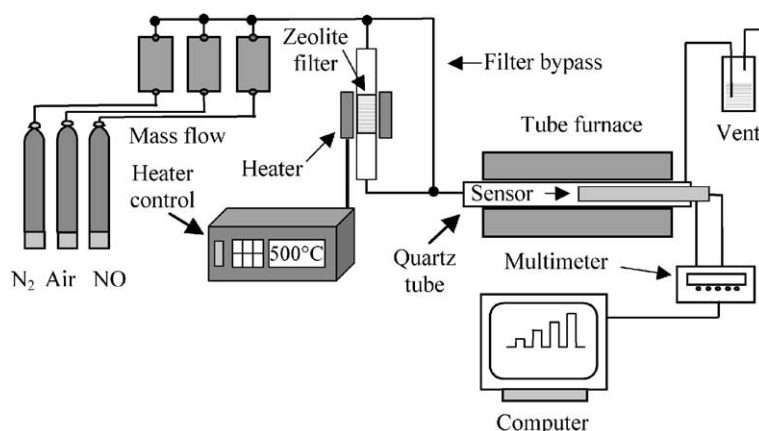 Zeolite
filter
Filter bypass
Mass flow
Heater
Heater
control
500°C
N₂ Air NO
Tube furnace
Vent
Sensor
Quartz
tube
Multimeter
Computer